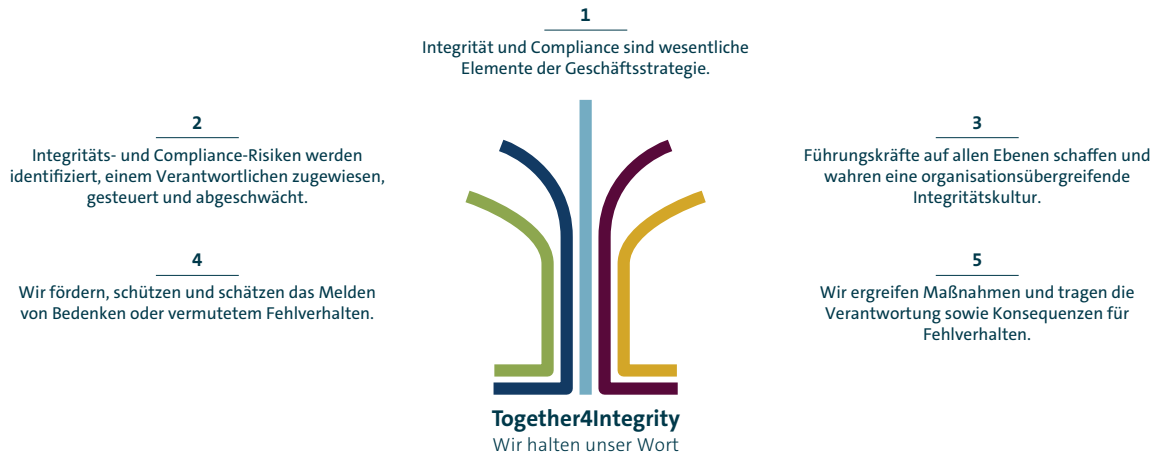 1
Integrität und Compliance sind wesentliche
Elemente der Geschäftsstrategie.
2
Integritäts- und Compliance-Risiken werden
identifiziert, einem Verantwortlichen zugewiesen,
gesteuert und abgeschwächt.
3
Führungskräfte auf allen Ebenen schaffen und
wahren eine organisationsübergreifende
Integritätskultur.
4
Wir fördern, schützen und schätzen das Melden
von Bedenken oder vermutetem Fehlverhalten.
5
Wir ergreifen Maßnahmen und tragen die
Verantwortung sowie Konsequenzen für
Fehlverhalten.
Together4Integrity
Wir halten unser Wort